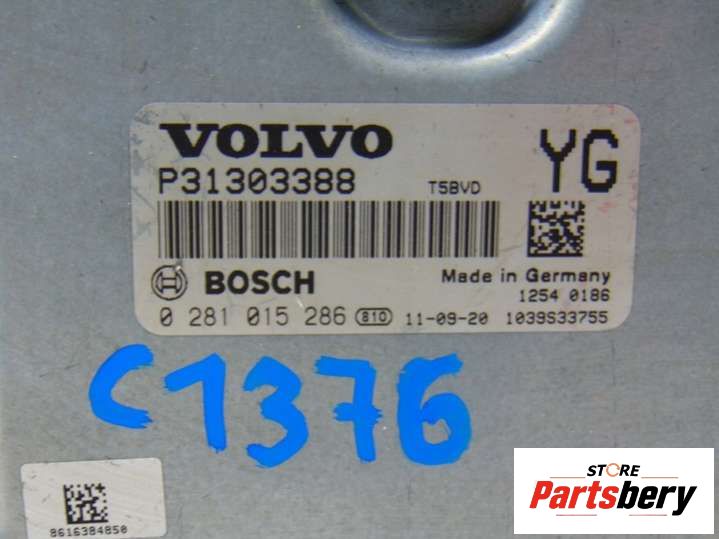 VOLVO
YG
P31303388 T5BVD
BOSCH Made in Germany
1254 0186
0 281 015 286 810 11-09-20 1039S33755
C1376
8616384850
STORE
Partsbery